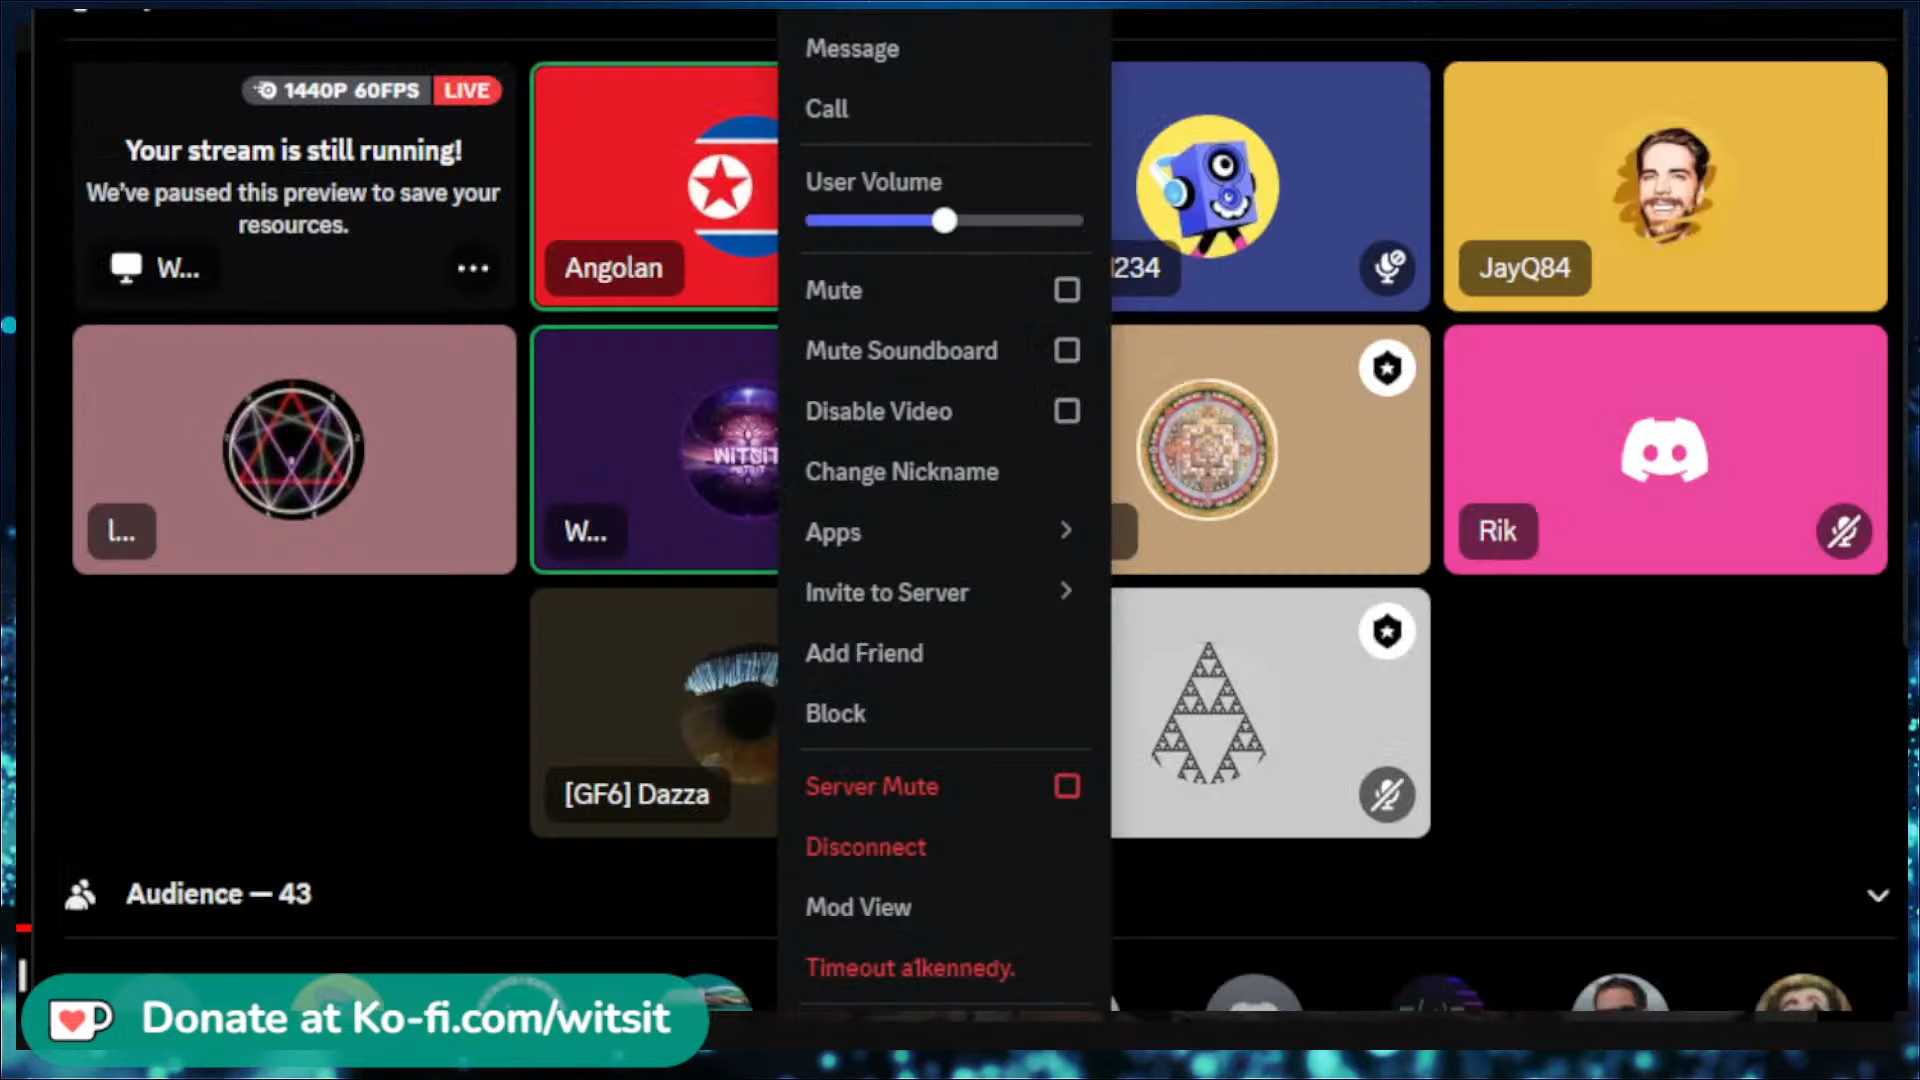 1440P 60FPS LIVE
Your stream is still running!
We've paused this preview to save your
resources.
W...
Angolan
1234
JayQ84
l...
W...
WITSIT
Rik
[GF6] Dazza
Message
Call
User Volume
Mute
Mute Soundboard
Disable Video
Change Nickname
Apps
Invite to Server
Add Friend
Block
Server Mute
Disconnect
Mod View
Timeout a1kennedy.
Audience — 43
Donate at Ko-fi.com/witsit